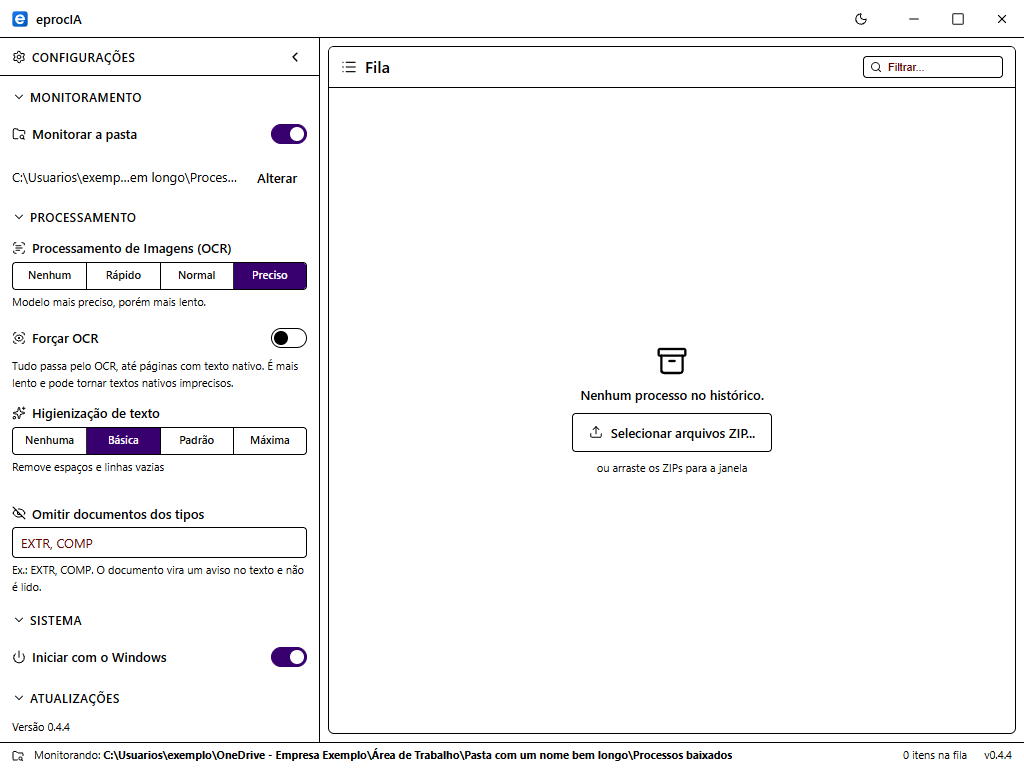 eprocIA
CONFIGURAÇÕES
MONITORAMENTO
Monitorar a pasta
C:\Usuarios\exemp...em longo\Proces...
Alterar
PROCESSAMENTO
Processamento de Imagens (OCR)
Nenhum
Rápido
Normal
Preciso
Modelo mais preciso, porém mais lento.
Forçar OCR
Tudo passa pelo OCR, até páginas com texto nativo. É mais
lento e pode tornar textos nativos imprecisos.
Higienização de texto
Nenhuma
Básica
Padrão
Máxima
Remove espaços e linhas vazias
Omitir documentos dos tipos
EXTR, COMP
Ex.: EXTR, COMP. O documento vira um aviso no texto e não
é lido.
SISTEMA
Iniciar com o Windows
ATUALIZAÇÕES
Versão 0.4.4
Fila
Filtrar...
Nenhum processo no histórico.
Selecionar arquivos ZIP...
ou arraste os ZIPs para a janela
Monitorando: C:\Usuarios\exemplo\OneDrive - Empresa Exemplo\Área de Trabalho\Pasta com um nome bem longo\Processos baixados
0 itens na fila
v0.4.4